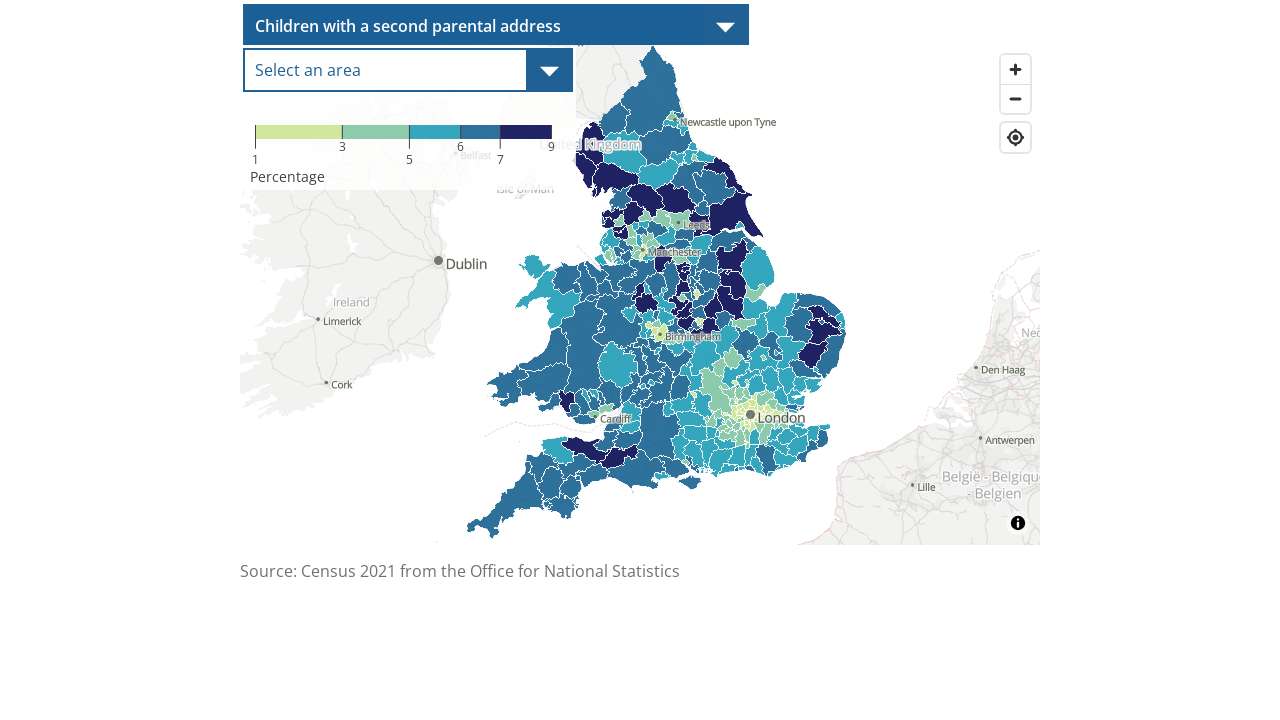 Children with a second parental address
Select an area
1 3 5 6 7 9
Percentage
Newcastle upon Tyne
United Kingdom
Belfast
Isle of Man
Leeds
Manchester
Dublin
Ireland
Limerick
Birmingham
Cork
Cardiff
London
Den Haag
Antwerpen
België - Belgique
- Belgien
Lille
Source: Census 2021 from the Office for National Statistics